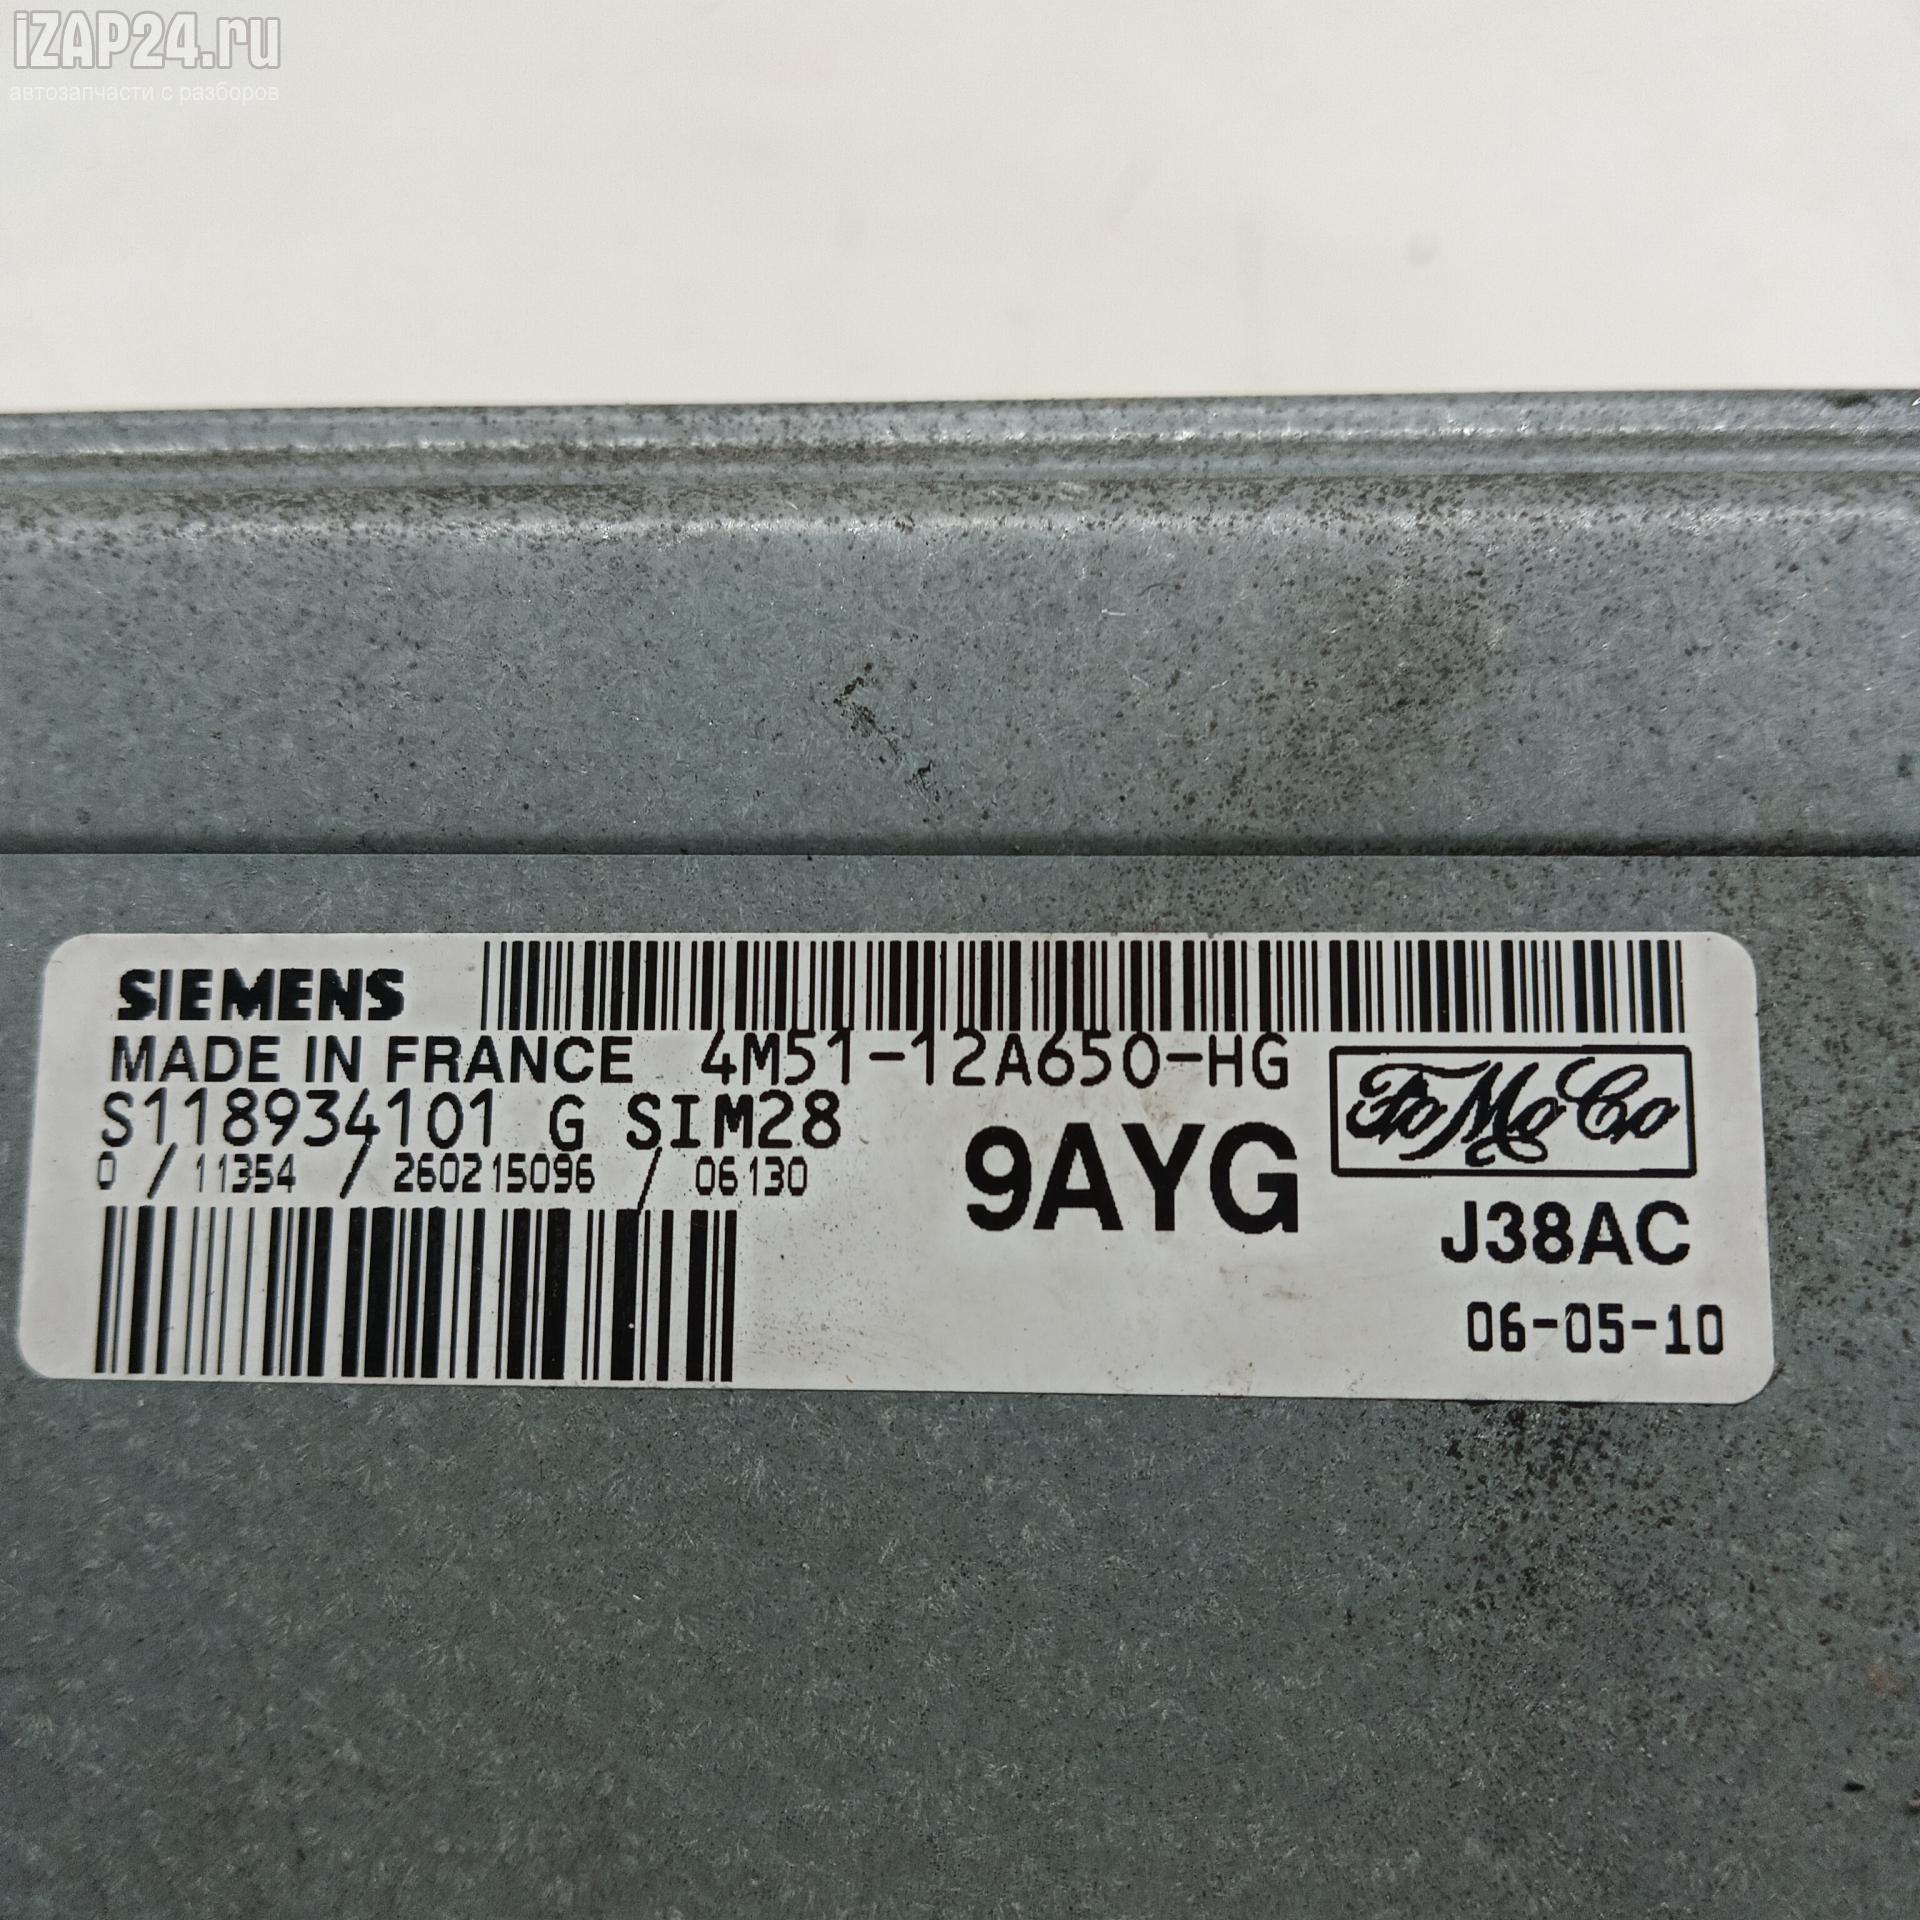 iZAP24.ru
автозапчасти с разборов
SIEMENS
MADE IN FRANCE 4M51-12A650-HG
S118934101 G SIM28
FoMoCo
0 / 11354 / 260215096 / 06130
9AYG
J38AC
06-05-10